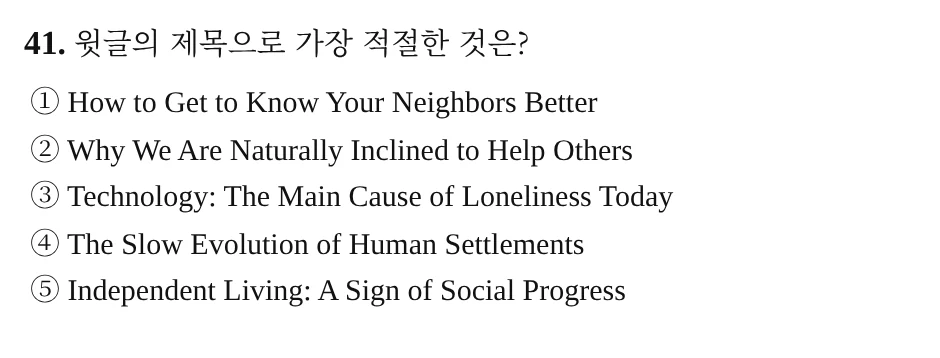 41. 윗글의 제목으로 가장 적절한 것은?
① How to Get to Know Your Neighbors Better
② Why We Are Naturally Inclined to Help Others
③ Technology: The Main Cause of Loneliness Today
④ The Slow Evolution of Human Settlements
⑤ Independent Living: A Sign of Social Progress